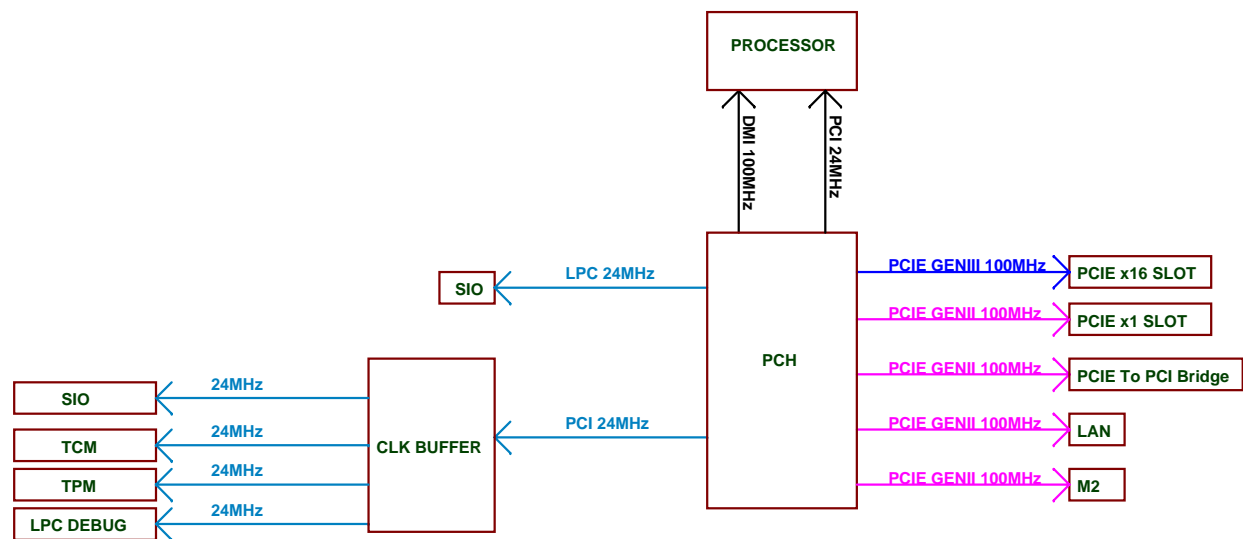 PROCESSOR
DMI 100MHz
PCI 24MHz
LPC 24MHz
SIO
PCH
PCIE GENIII 100MHz
PCIE x16 SLOT
PCIE GENII 100MHz
PCIE x1 SLOT
PCIE GENII 100MHz
PCIE To PCI Bridge
PCIE GENII 100MHz
LAN
PCIE GENII 100MHz
M2
PCI 24MHz
CLK BUFFER
24MHz
SIO
24MHz
TCM
24MHz
TPM
24MHz
LPC DEBUG